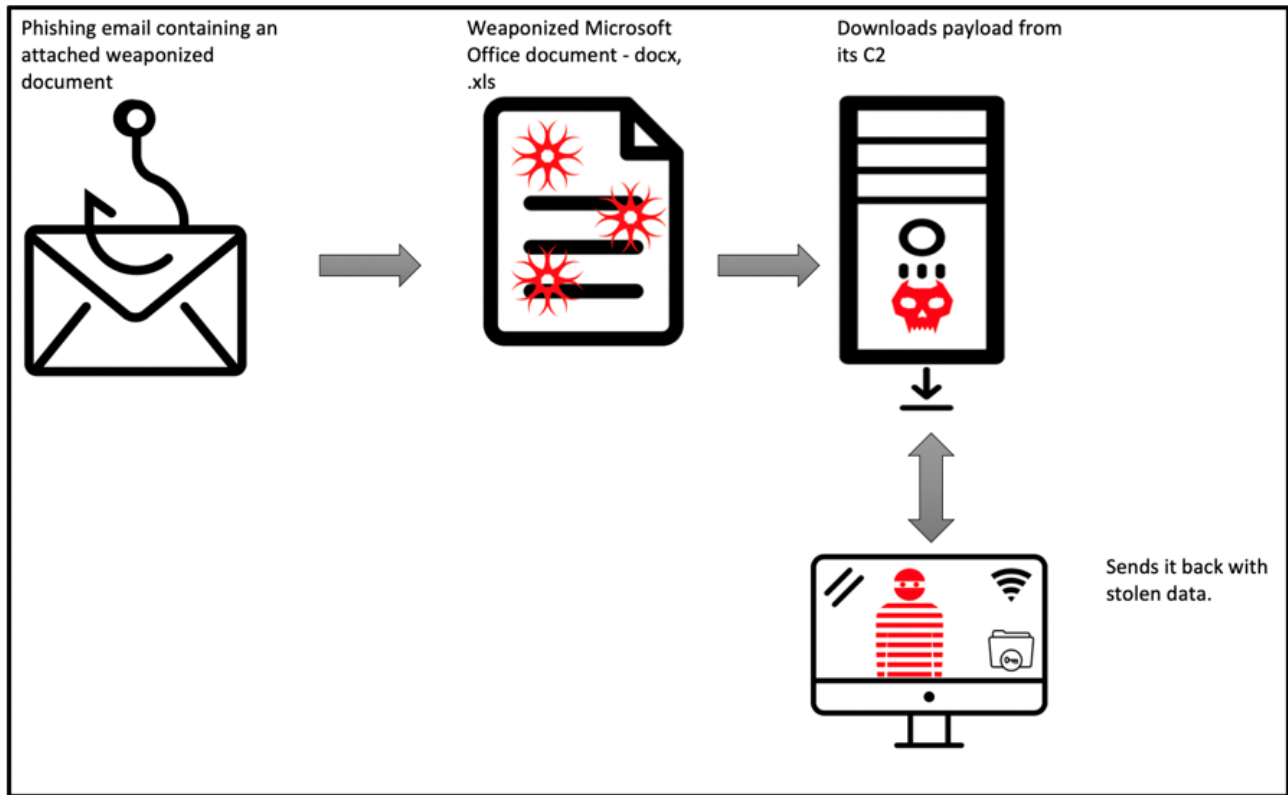 Phishing email containing an
attached weaponized
document
Weaponized Microsoft
Office document - docx,
.xls
Downloads payload from
its C2
Sends it back with
stolen data.